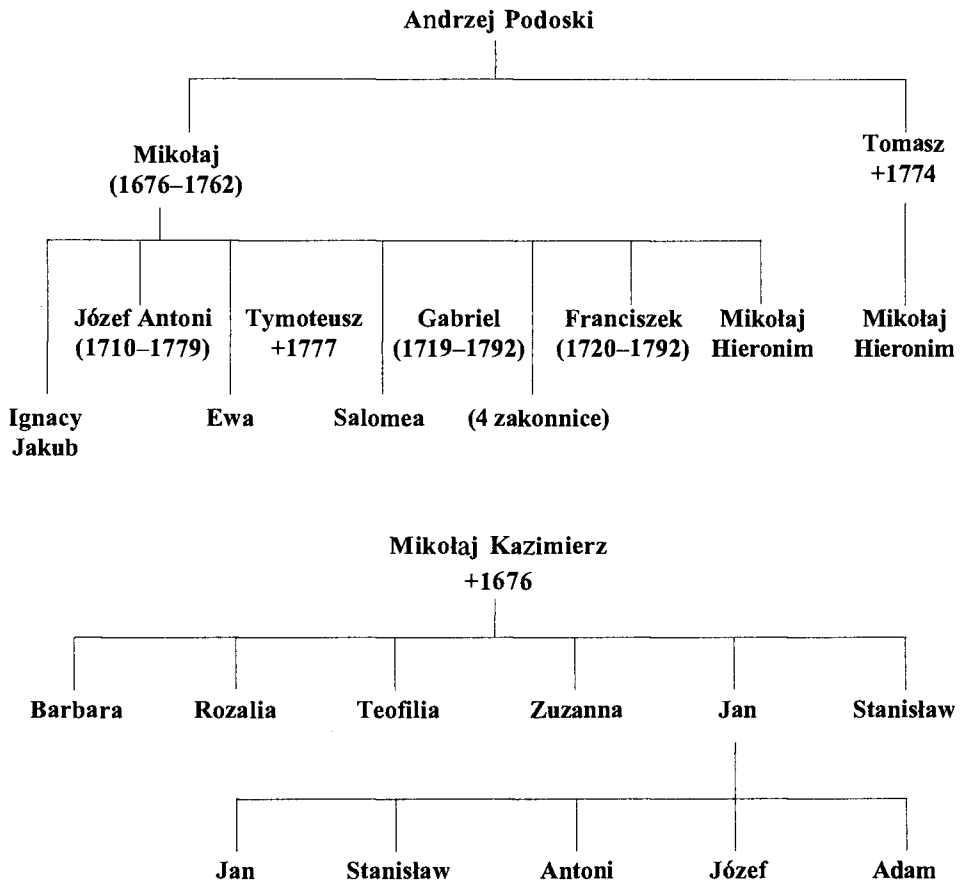 Andrzej Podoski
Mikołaj
(1676–1762)
Tomasz
+1774
Józef Antoni
(1710–1779)
Tymoteusz
+1777
Gabriel
(1719–1792)
Franciszek
(1720–1792)
Mikołaj
Hieronim
Mikołaj
Hieronim
Ignacy
Jakub
Ewa
Salomea
(4 zakonnice)
Mikołaj Kazimierz
+1676
Barbara
Rozalia
Teofilia
Zuzanna
Jan
Stanisław
Jan
Stanisław
Antoni
Józef
Adam